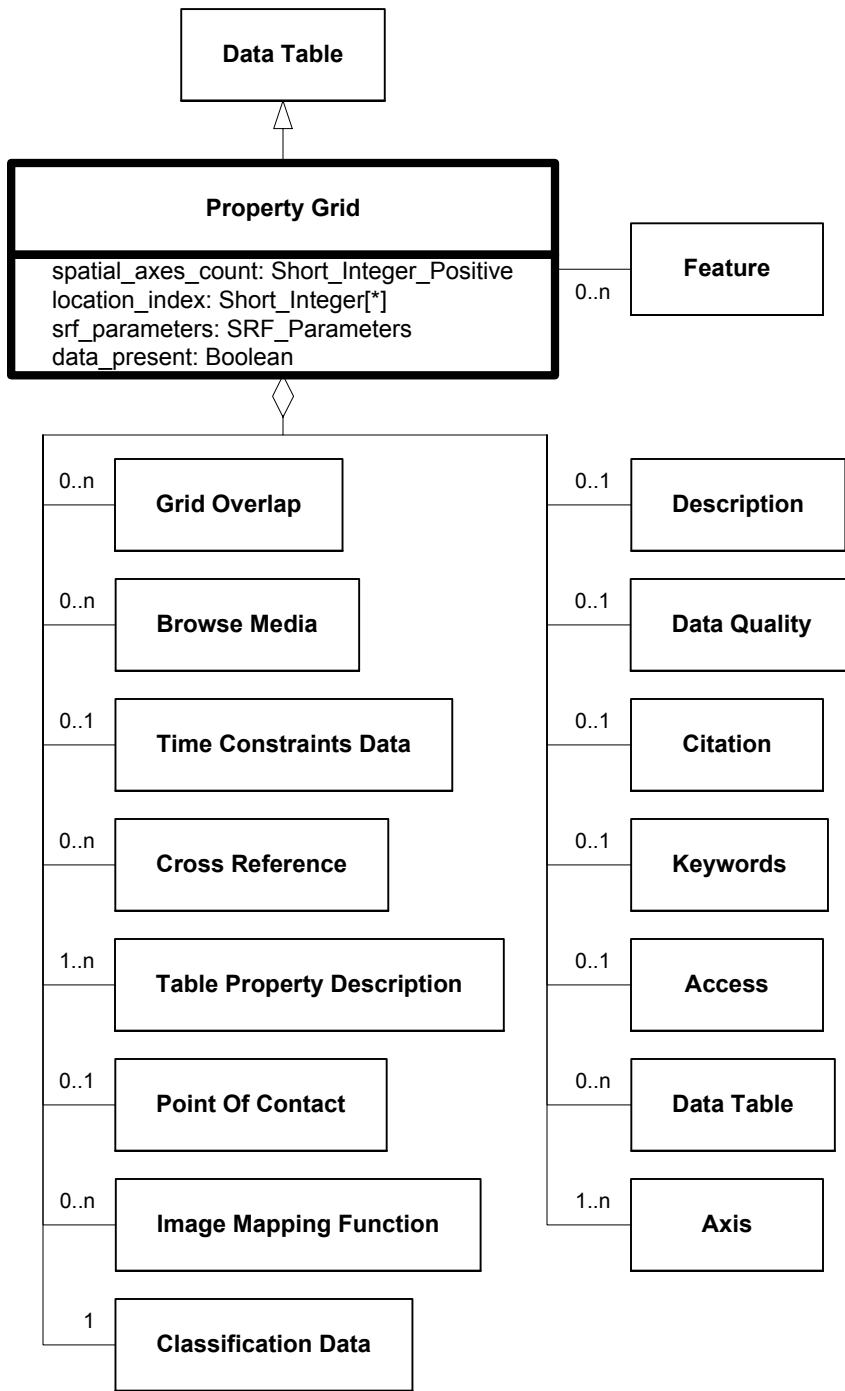 Data Table
Property Grid
spatial_axes_count: Short_Integer_Positive
location_index: Short_Integer[*]
srf_parameters: SRF_Parameters
data_present: Boolean
Feature
0..n
0..n
Grid Overlap
0..n
Browse Media
0..1
Time Constraints Data
0..n
Cross Reference
1..n
Table Property Description
0..1
Point Of Contact
0..n
Image Mapping Function
1
Classification Data
0..1
Description
0..1
Data Quality
0..1
Citation
0..1
Keywords
0..1
Access
0..n
Data Table
1..n
Axis